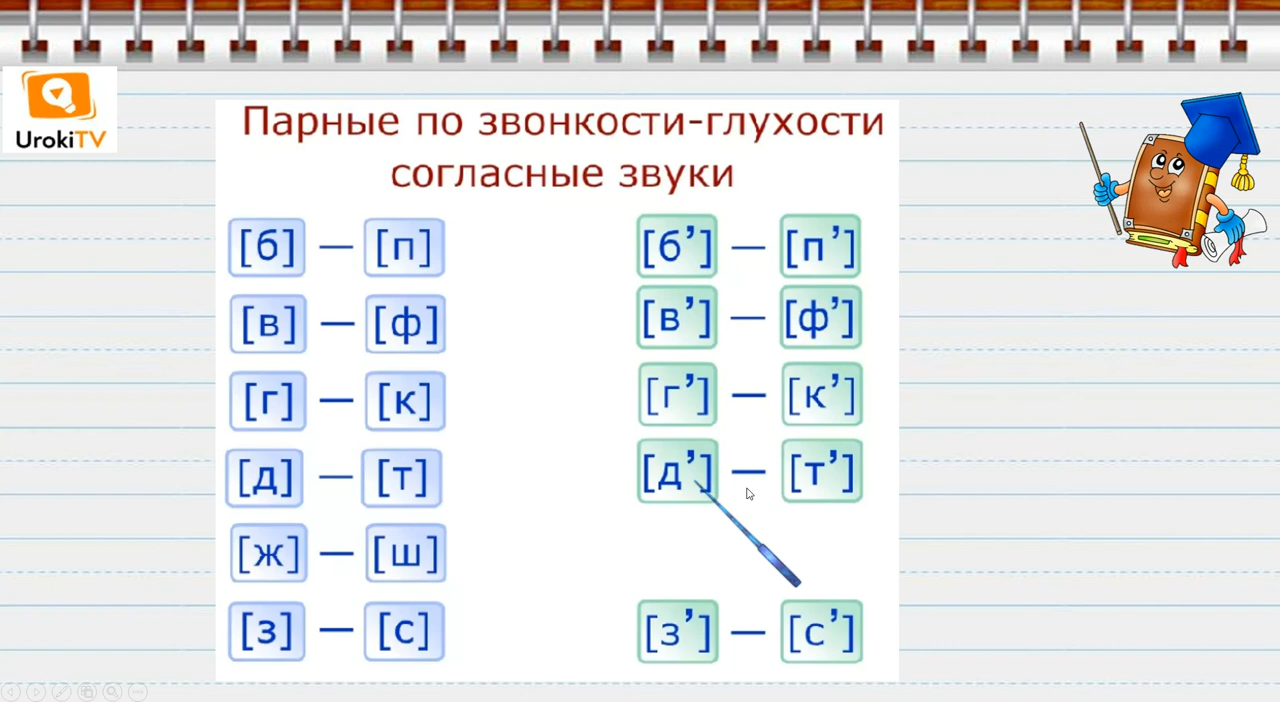 UrokiTV
Парные по звонкости-глухости
согласные звуки
[б] — [п] [б’] — [п’]
[в] — [ф] [в’] — [ф’]
[г] — [к] [г’] — [к’]
[д] — [т] [д’] — [т’]
[ж] — [ш]
[з] — [с] [з’] — [с’]